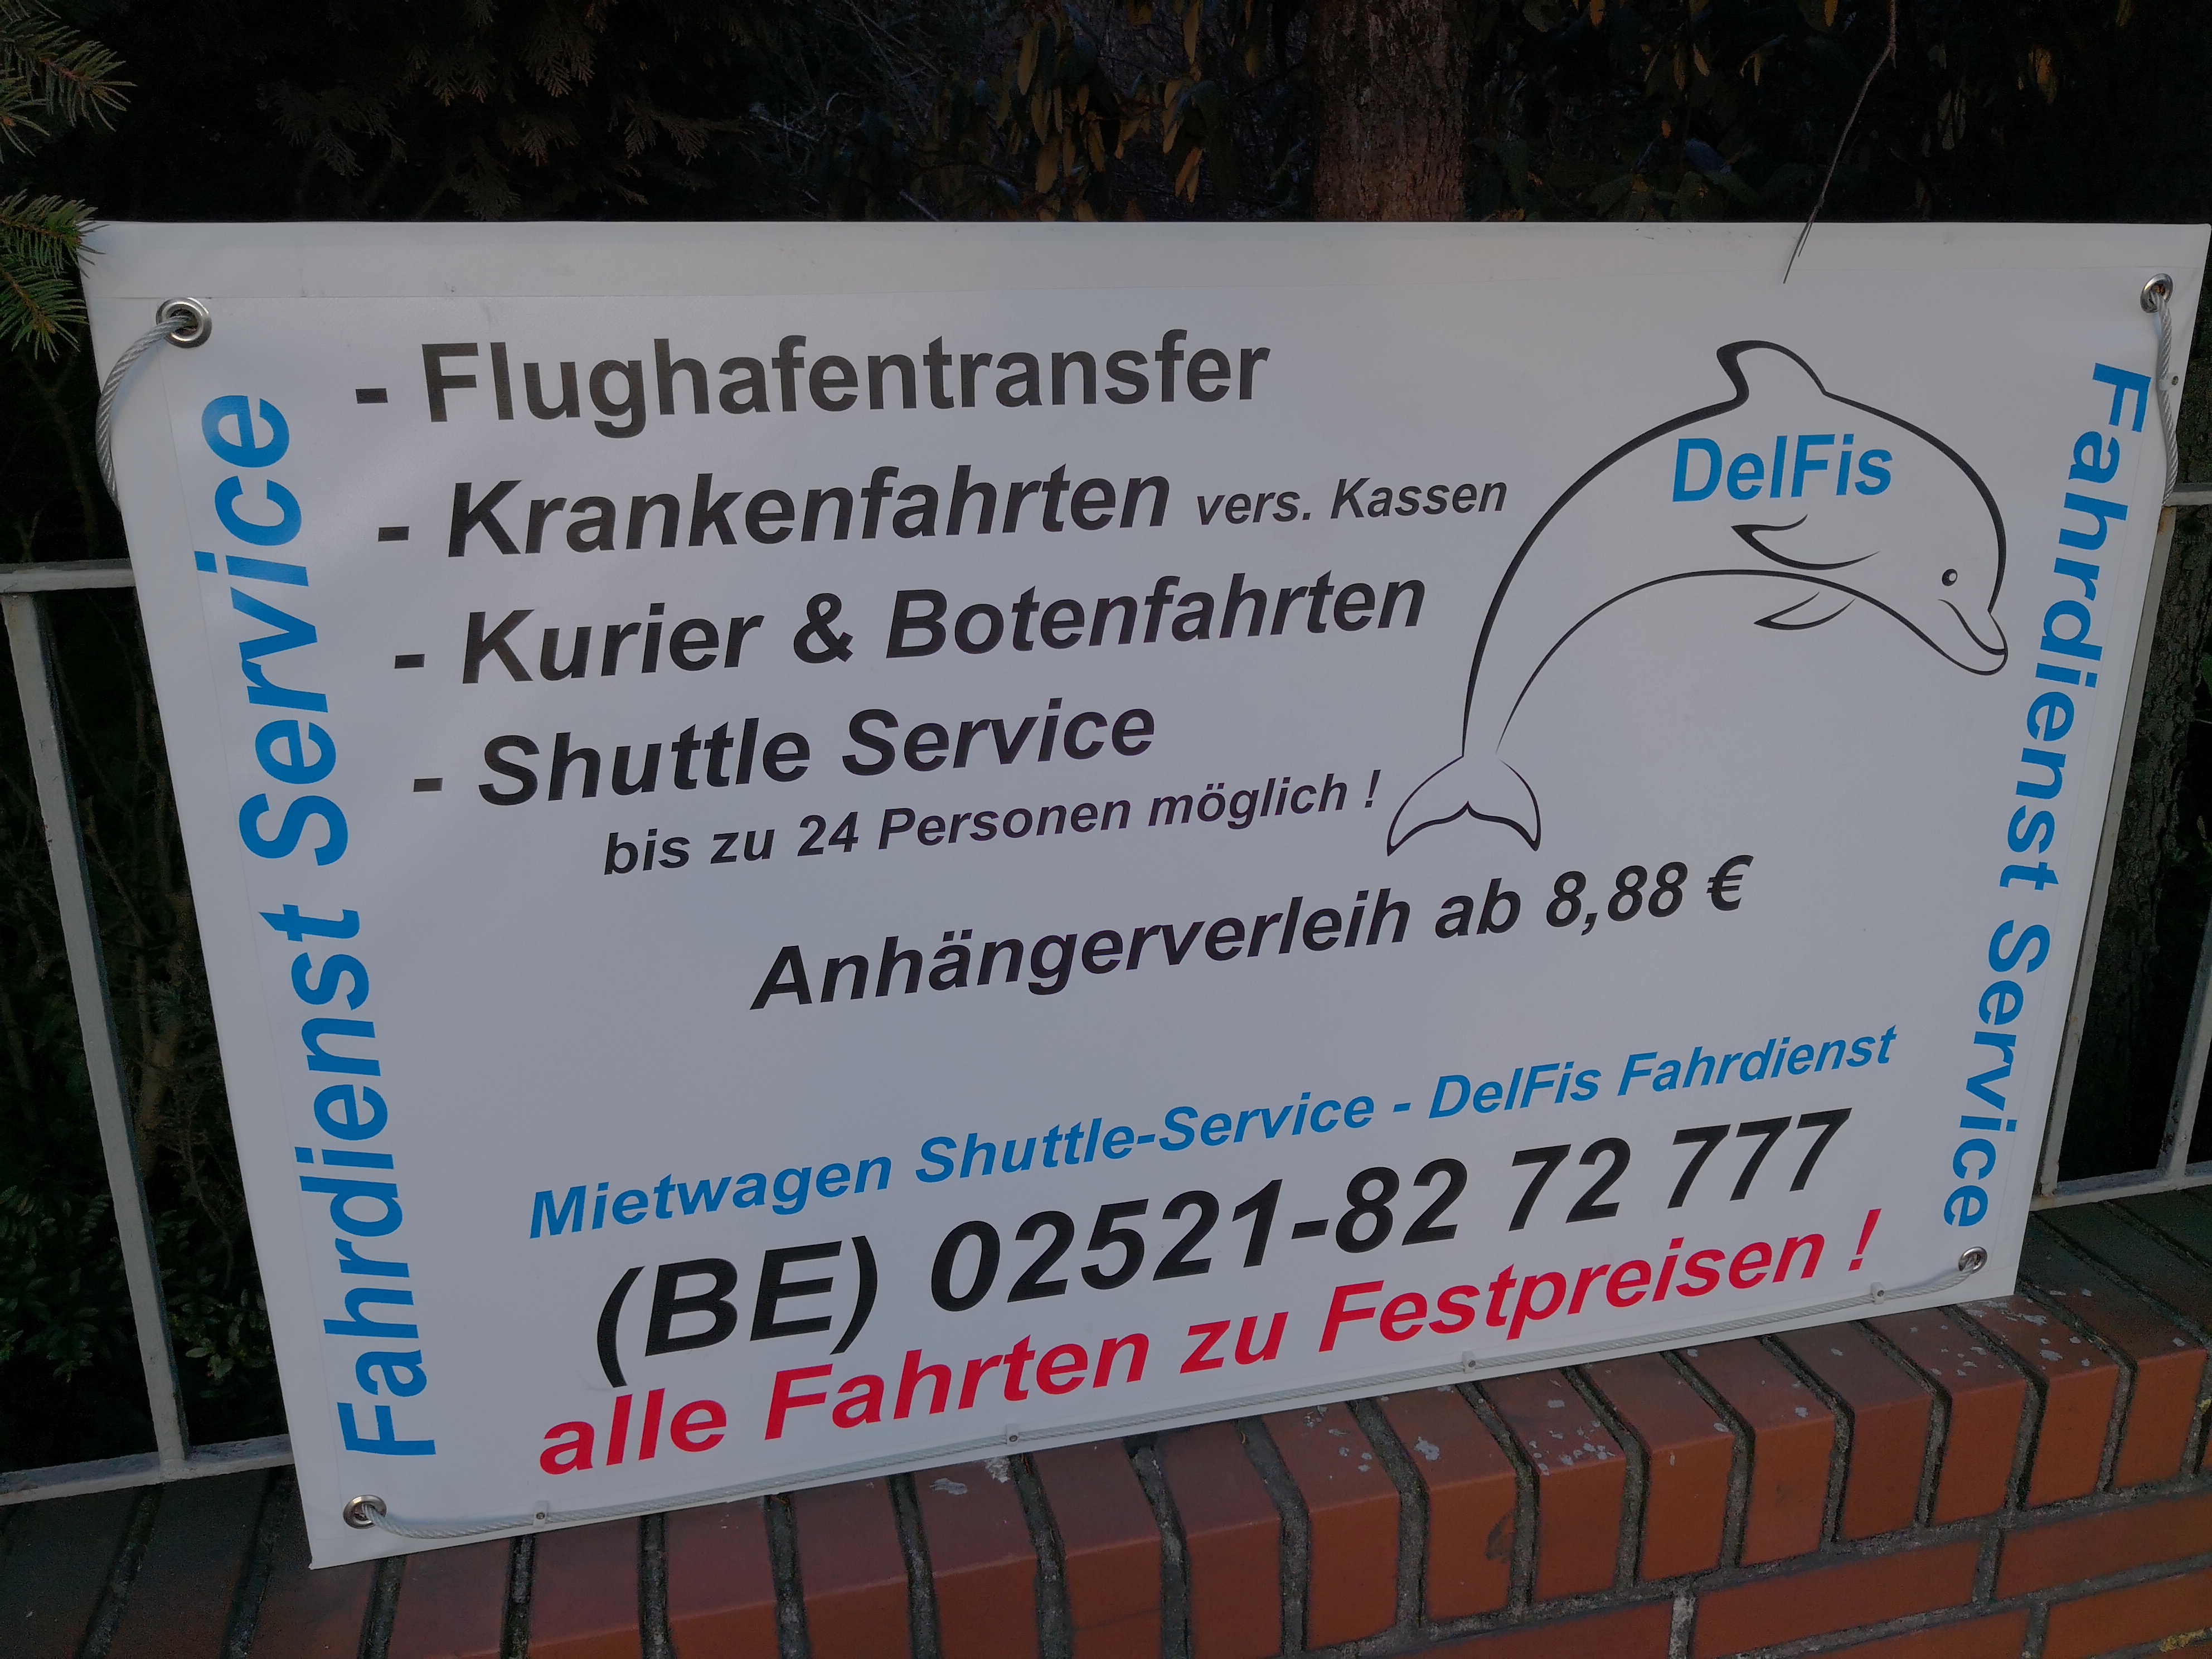 Fahrdienst Service
- Flughafentransfer
- Krankenfahrten vers. Kassen
- Kurier & Botenfahrten
- Shuttle Service
bis zu 24 Personen möglich !
DelFis
Anhängerverleih ab 8,88 €
Mietwagen Shuttle-Service - DelFis Fahrdienst
(BE) 02521-82 72 777
alle Fahrten zu Festpreisen !
Fahrdienst Service